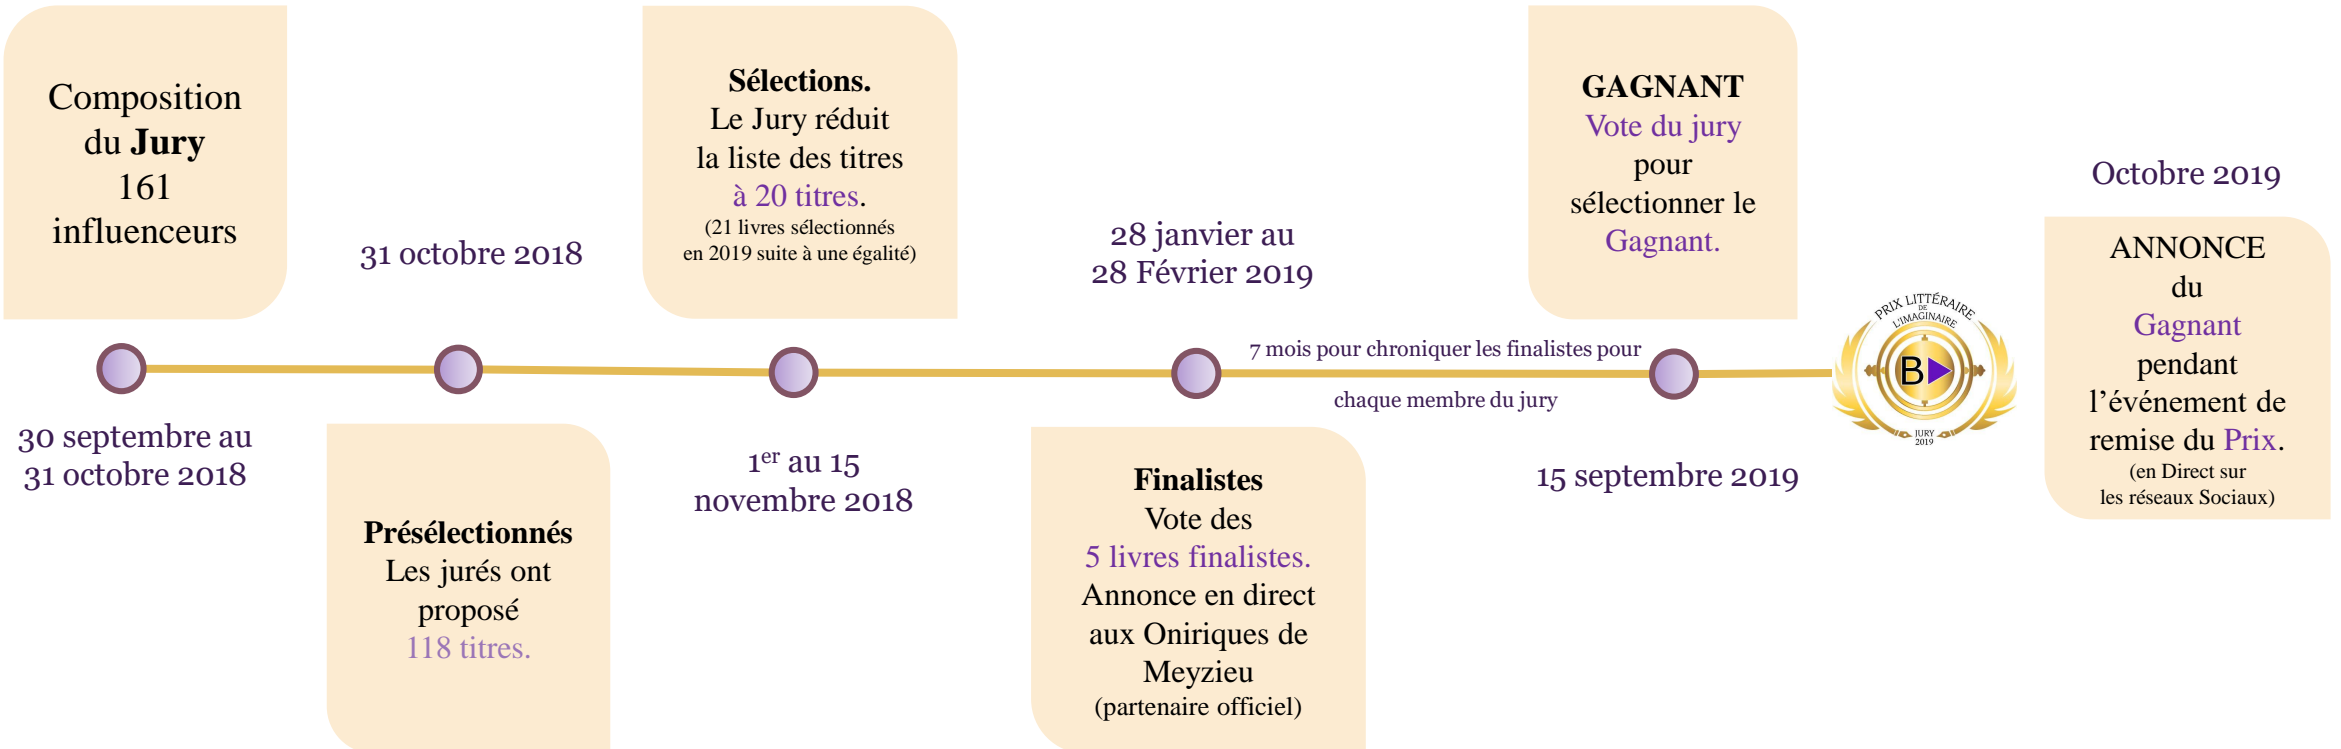 Composition
du Jury
161
influenceurs
30 septembre au
31 octobre 2018
31 octobre 2018
Présélectionnés
Les jurés ont
proposé
118 titres.
Sélections.
Le Jury réduit
la liste des titres
à 20 titres.
(21 livres sélectionnés
en 2019 suite à une égalité)
1er au 15
novembre 2018
28 janvier au
28 Février 2019
Finalistes
Vote des
5 livres finalistes.
Annonce en direct
aux Oniriques de
Meyzieu
(partenaire officiel)
7 mois pour chroniquer les finalistes pour
chaque membre du jury
GAGNANT
Vote du jury
pour
sélectionner le
Gagnant.
15 septembre 2019
PRIX LITTÉRAIRE
DE
L'IMAGINAIRE
B
JURY
2019
Octobre 2019
ANNONCE
du
Gagnant
pendant
l’événement de
remise du Prix.
(en Direct sur
les réseaux Sociaux)